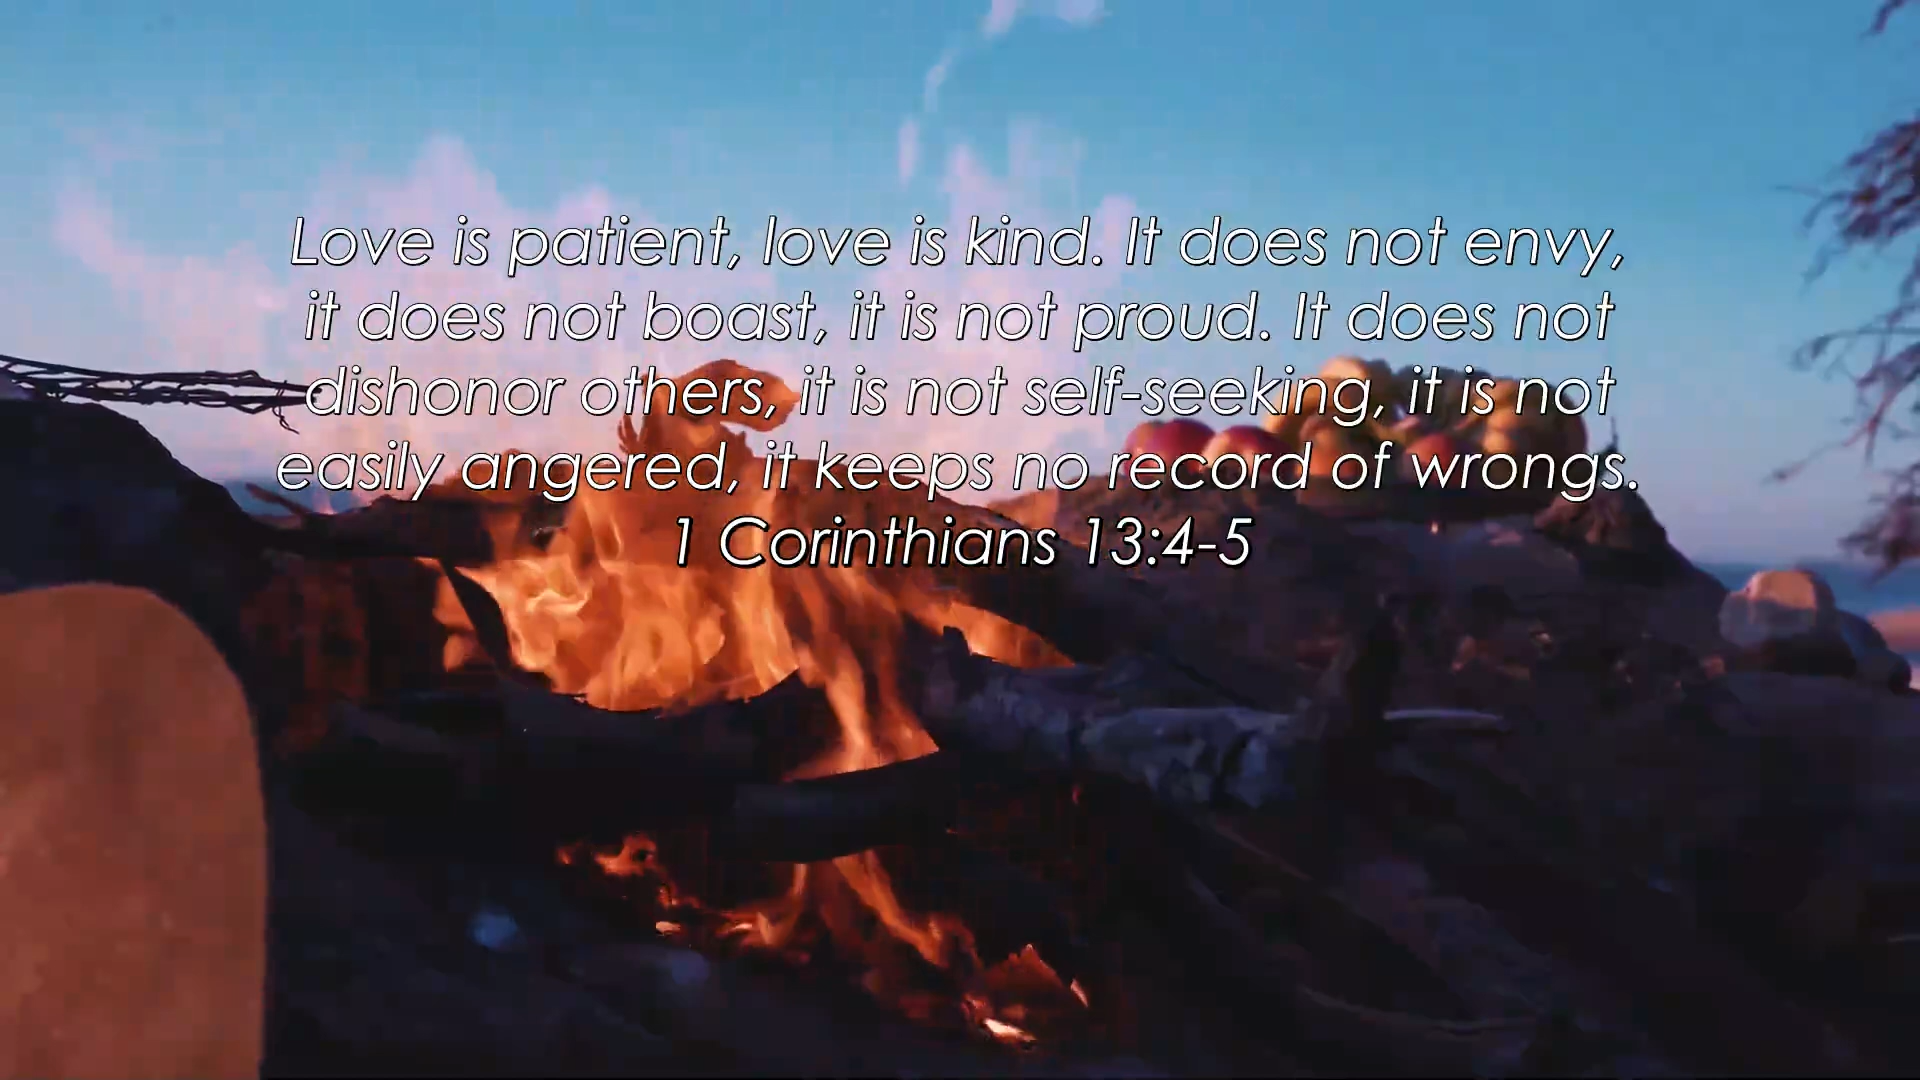 Love is patient, love is kind. It does not envy,
it does not boast, it is not proud. It does not
dishonor others, it is not self-seeking, it is not
easily angered, it keeps no record of wrongs.
1 Corinthians 13:4-5